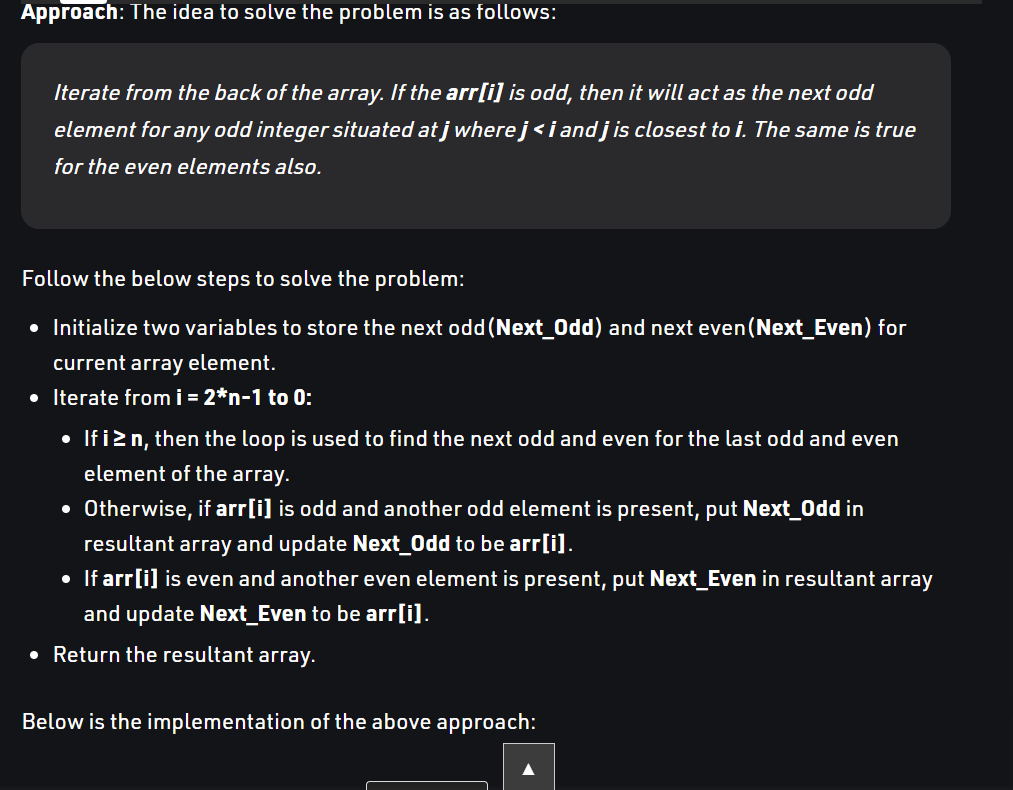 Approach: The idea to solve the problem is as follows:
Iterate from the back of the array. If the arr[i] is odd, then it will act as the next odd
element for any odd integer situated at j where j < i and j is closest to i. The same is true
for the even elements also.
Follow the below steps to solve the problem:
• Initialize two variables to store the next odd(Next_Odd) and next even(Next_Even) for
current array element.
• Iterate from i = 2*n-1 to 0:
• If i ≥ n, then the loop is used to find the next odd and even for the last odd and even
element of the array.
• Otherwise, if arr[i] is odd and another odd element is present, put Next_Odd in
resultant array and update Next_Odd to be arr[i].
• If arr[i] is even and another even element is present, put Next_Even in resultant array
and update Next_Even to be arr[i].
• Return the resultant array.
Below is the implementation of the above approach: